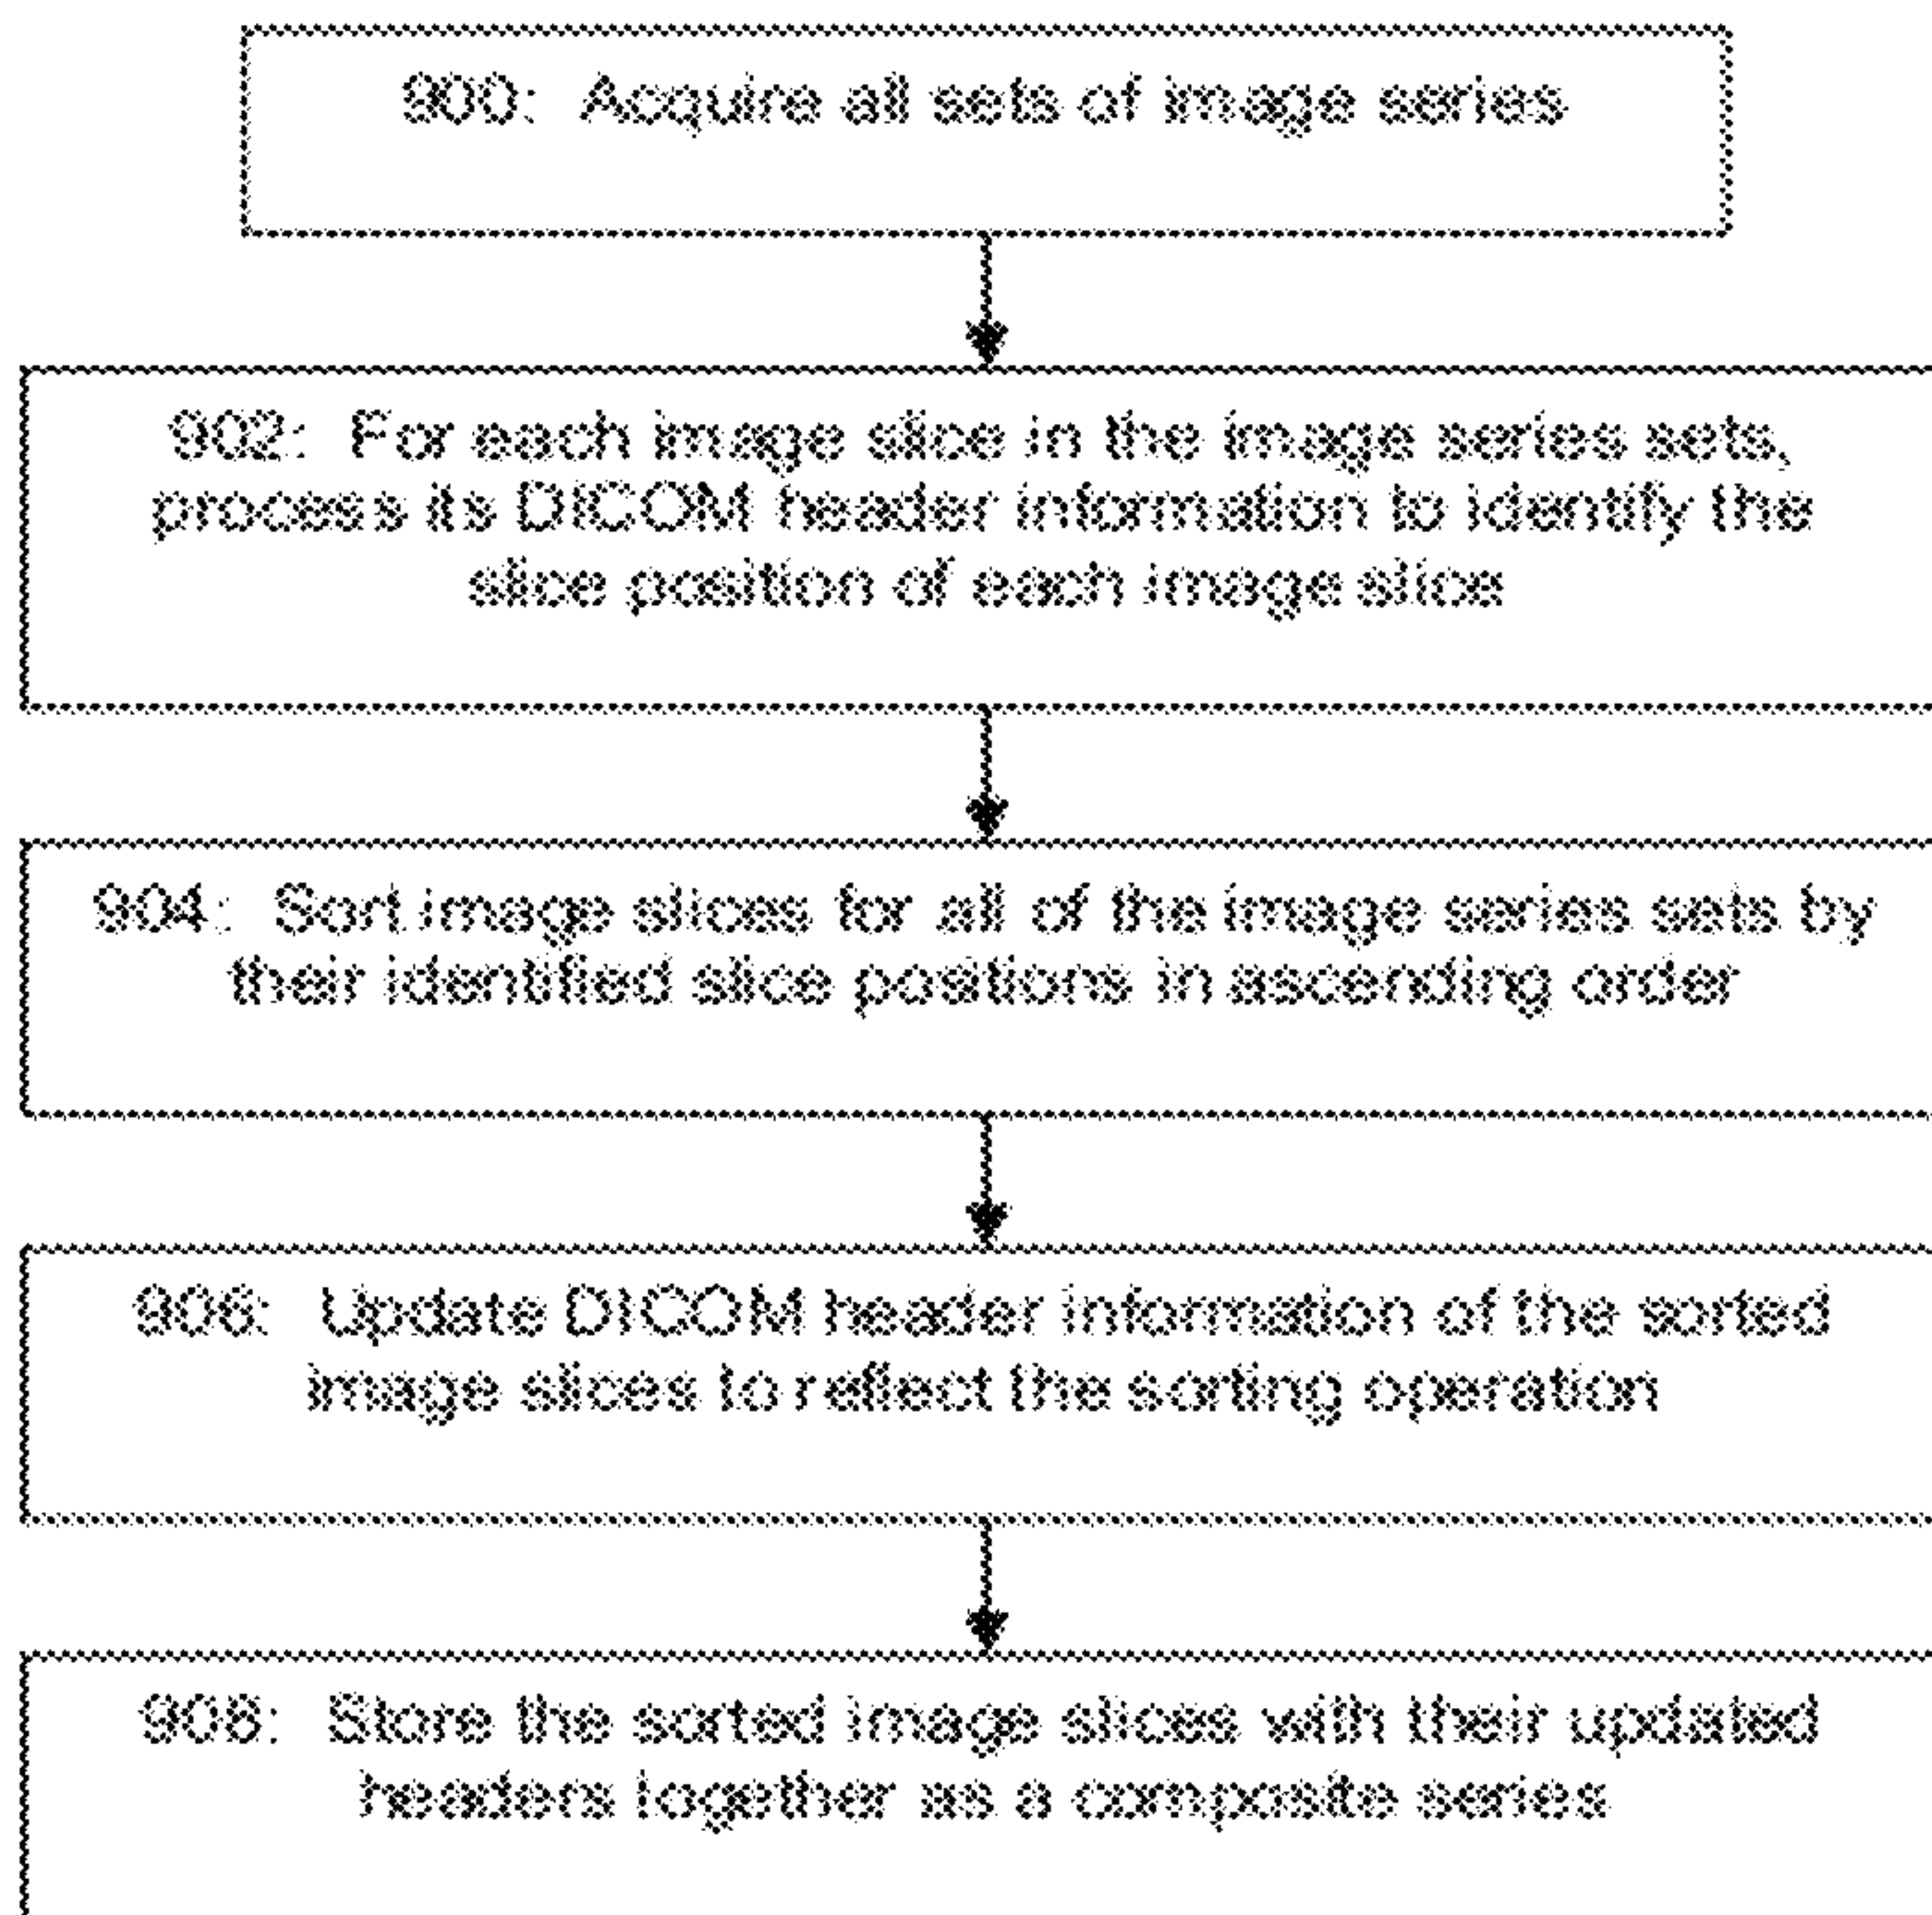 900: Acquire all sets of image series
902: For each image slice in the image series sets,
process its DICOM header information to identify the
slice position of each image slice
904: Sort image slices for all of the image series sets by
their identified slice positions in ascending order
906: Update DICOM header information of the sorted
image slices to reflect the sorting operation
908: Store the sorted image slices with their updated
headers together as a composite series